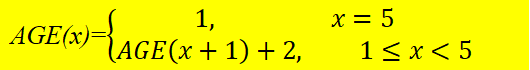 AGE(x)={1, x = 5
AGE(x + 1) + 2, 1 ≤ x < 5